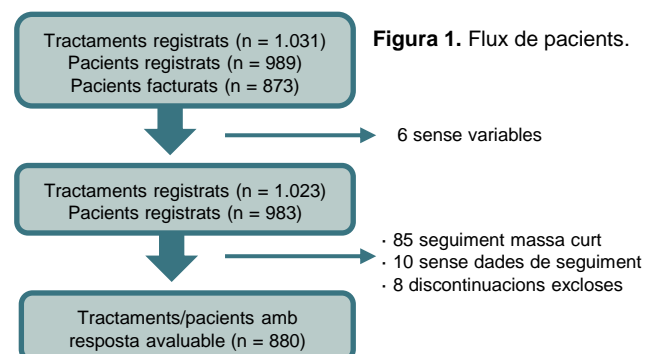 Tractaments registrats (n = 1.031)
Pacients registrats (n = 989)
Pacients facturats (n = 873)
Figura 1. Flux de pacients.
6 sense variables
Tractaments registrats (n = 1.023)
Pacients registrats (n = 983)
· 85 seguiment massa curt
· 10 sense dades de seguiment
· 8 discontinuacions excloses
Tractaments/pacients amb
resposta avaluable (n = 880)